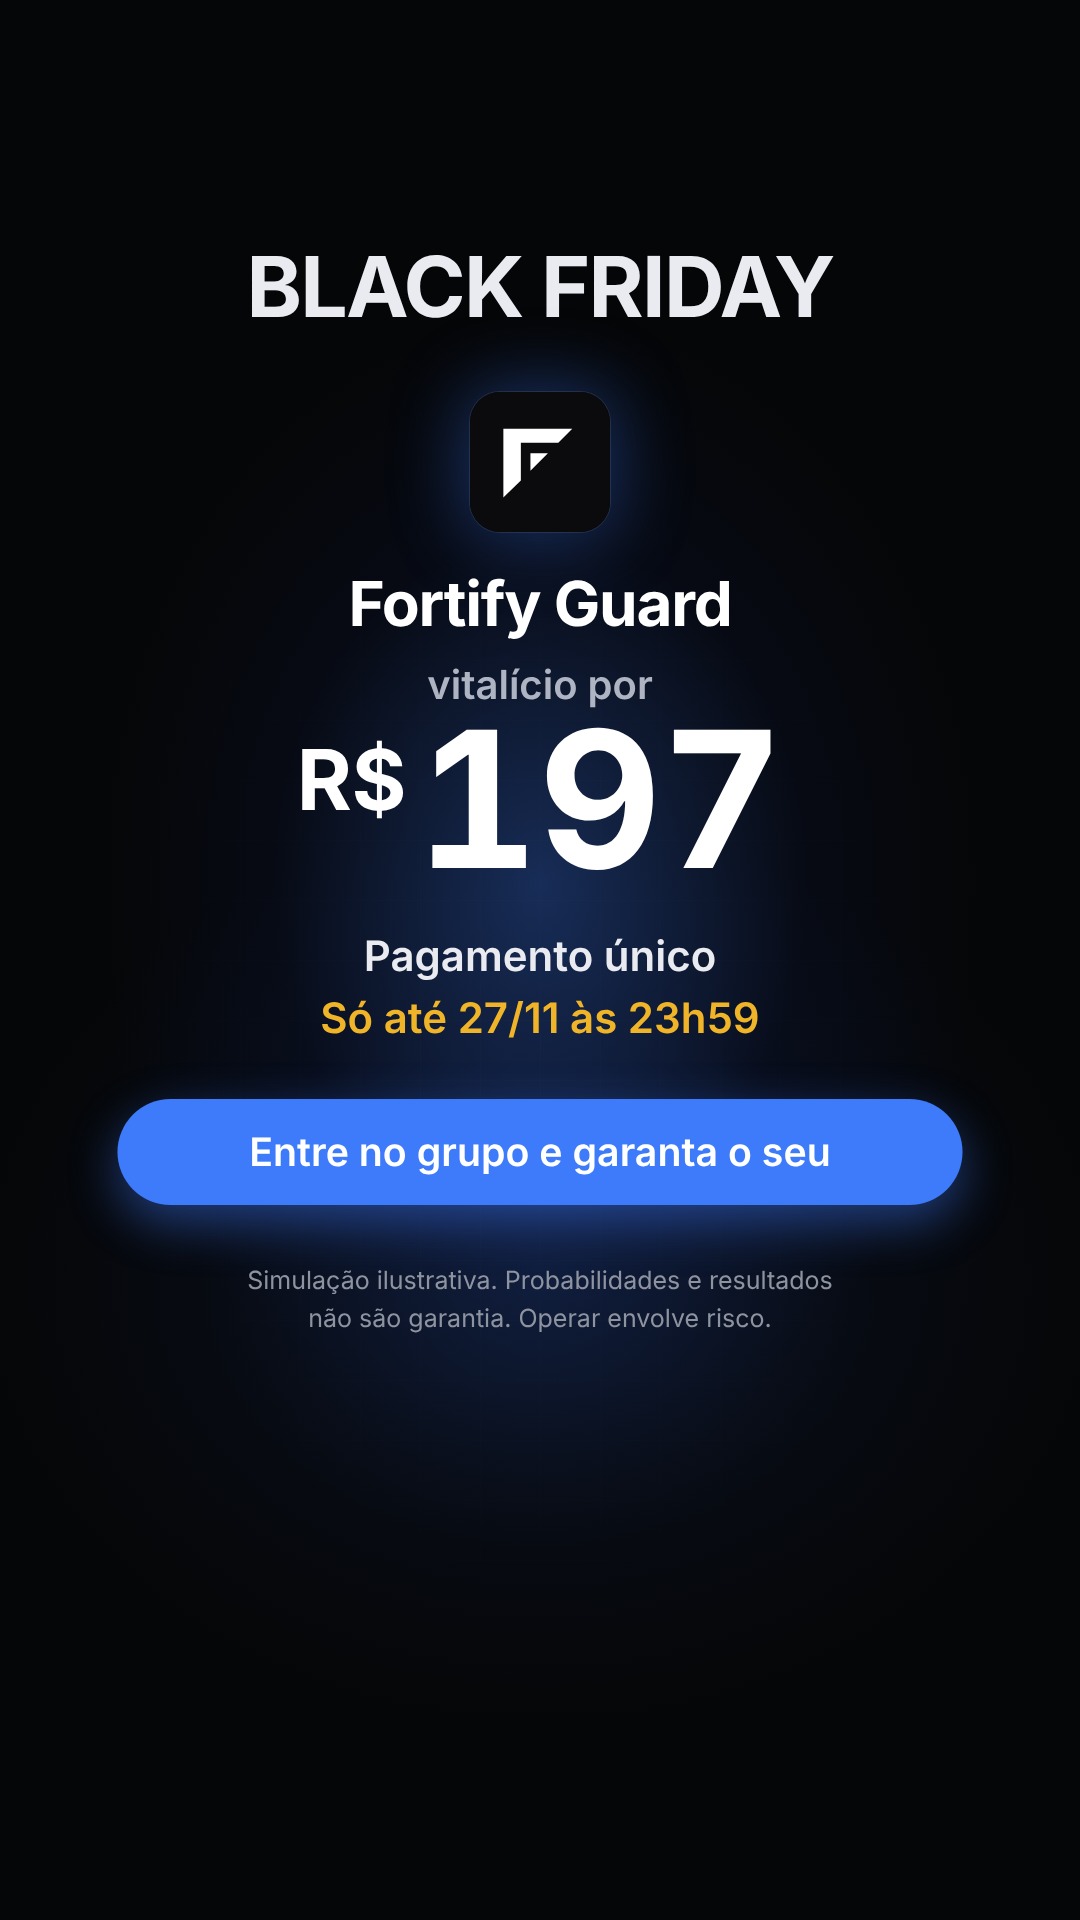 BLACK FRIDAY
Fortify Guard
vitalício por
R$ 197
Pagamento único
Só até 27/11 às 23h59
Entre no grupo e garanta o seu
Simulação ilustrativa. Probabilidades e resultados
não são garantia. Operar envolve risco.